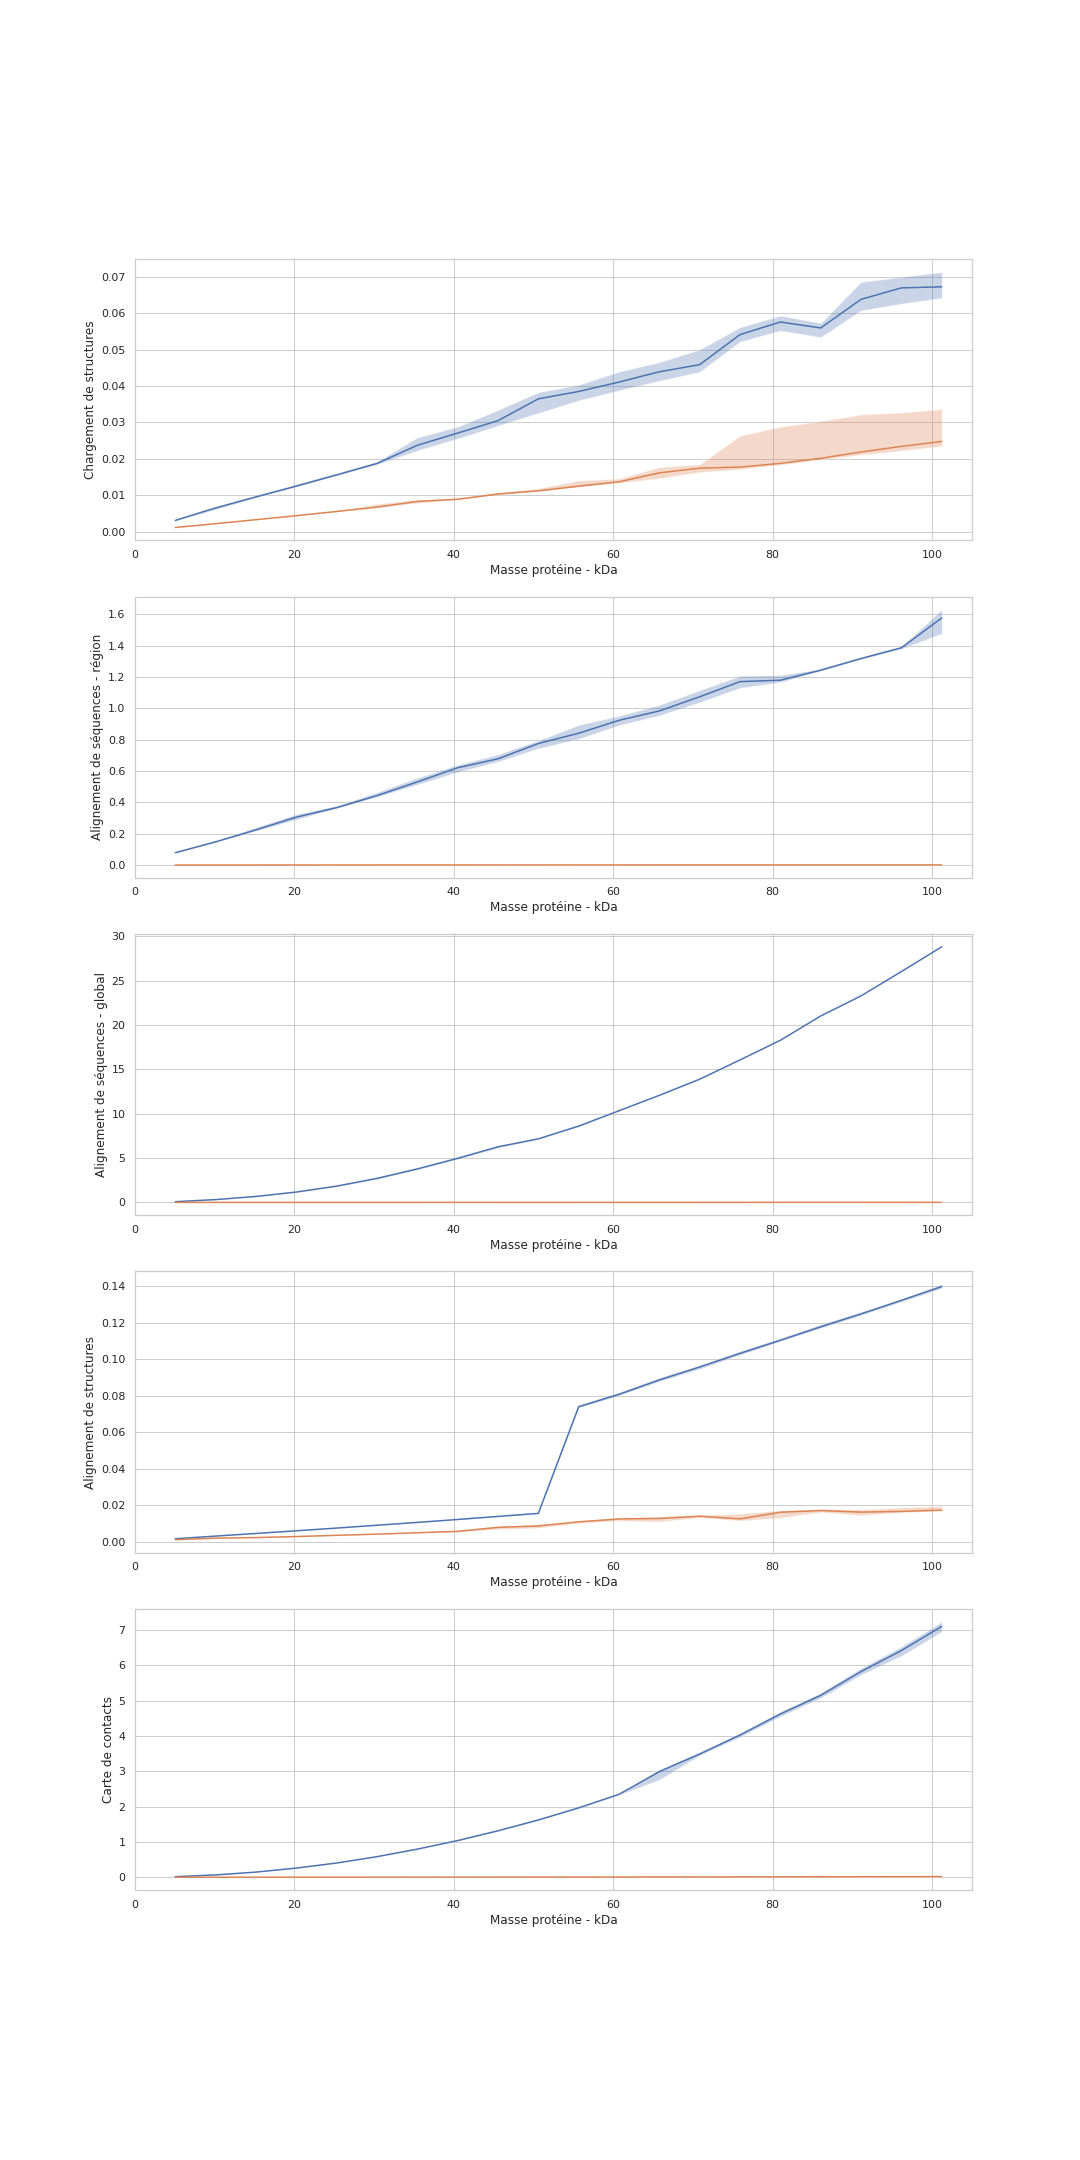 Chargement de structures
0.07
0.06
0.05
0.04
0.03
0.02
0.01
0.00
0 20 40 60 80 100
Masse protéine - kDa
Alignement de séquences - région
1.6
1.4
1.2
1.0
0.8
0.6
0.4
0.2
0.0
0 20 40 60 80 100
Masse protéine - kDa
Alignement de séquences - global
30
25
20
15
10
5
0
0 20 40 60 80 100
Masse protéine - kDa
Alignement de structures
0.14
0.12
0.10
0.08
0.06
0.04
0.02
0.00
0 20 40 60 80 100
Masse protéine - kDa
Carte de contacts
7
6
5
4
3
2
1
0
0 20 40 60 80 100
Masse protéine - kDa